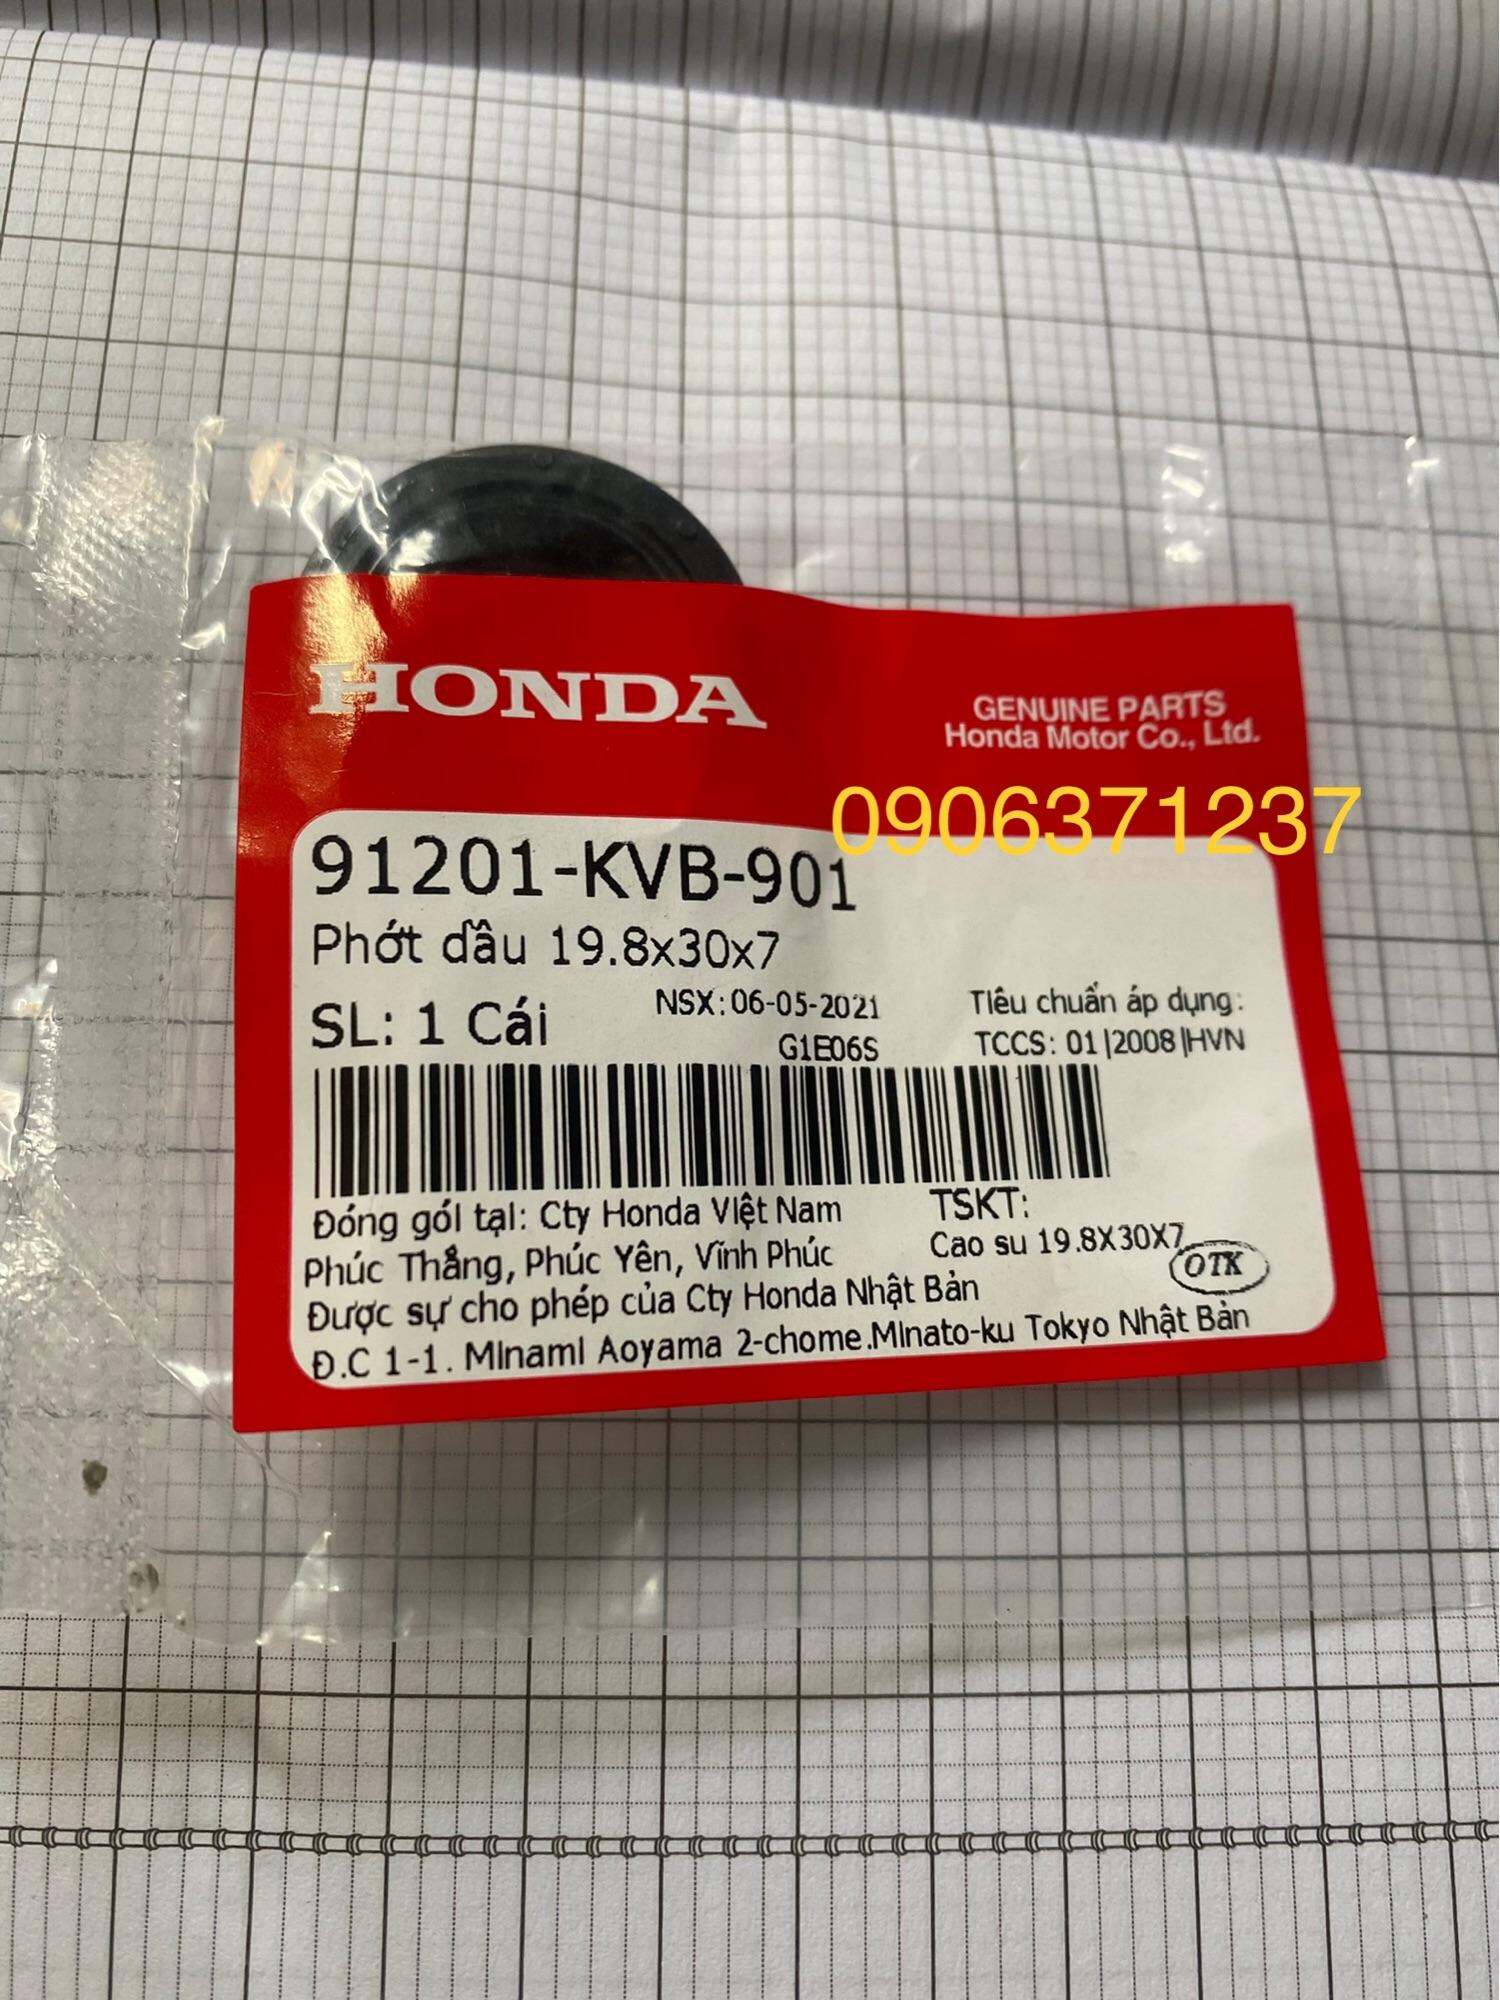 HONDA
GENUINE PARTS
Honda Motor Co., Ltd.
0906371237
91201-KVB-901
Phớt dầu 19.8x30x7
SL: 1 Cái
NSX: 06-05-2021
G1E06S
Tiêu chuẩn áp dụng:
TCCS: 01|2008|HVN
Đóng gói tại: Cty Honda Việt Nam
Phúc Thắng, Phúc Yên, Vĩnh Phúc
Được sự cho phép của Cty Honda Nhật Bản
Đ.C 1-1. Minami Aoyama 2-chome.Minato-ku Tokyo Nhật Bản
TSKT:
Cao su 19.8X30X7
OTK